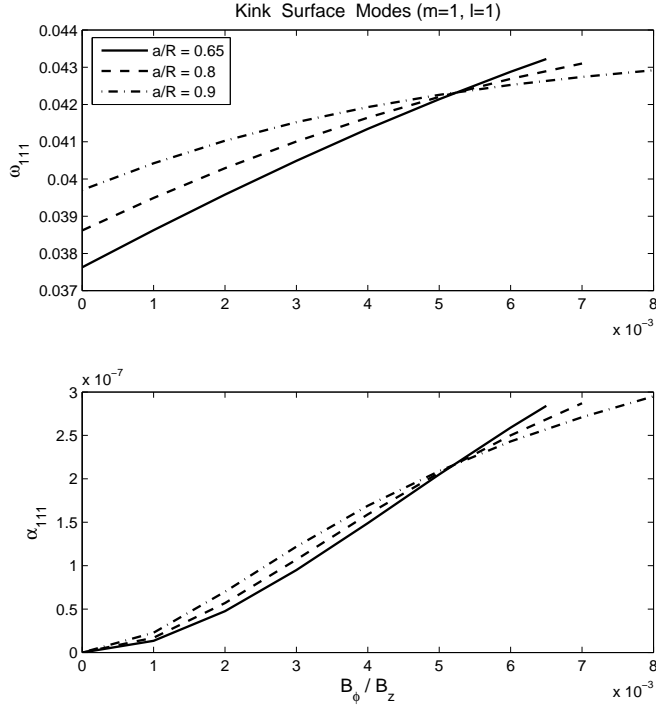 Kink Surface Modes (m=1, l=1)
0.044
0.043
0.042
0.041
0.04
0.039
0.038
0.037
ω111
a/R = 0.65
a/R = 0.8
a/R = 0.9
0 1 2 3 4 5 6 7 8
x 10−3
x 10−7
3
2.5
2
1.5
1
0.5
0
α111
0 1 2 3 4 5 6 7 8
x 10−3
Bϕ / Bz